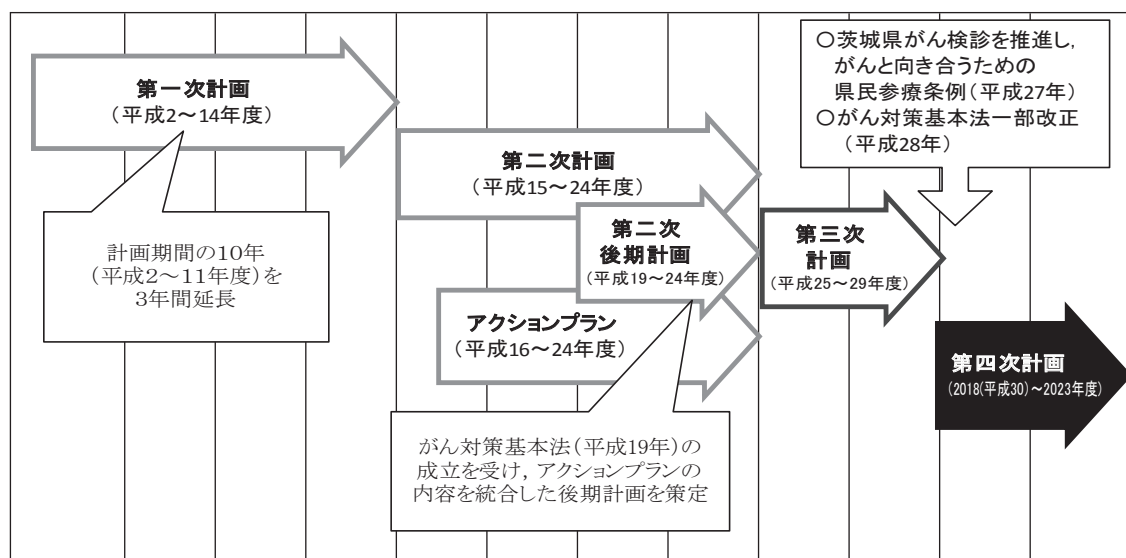 第一次計画
(平成2～14年度)
計画期間の10年
(平成2～11年度)を
3年間延長
第二次計画
(平成15～24年度)
第二次
後期計画
(平成19～24年度)
アクションプラン
(平成16～24年度)
がん対策基本法(平成19年)の
成立を受け，アクションプランの
内容を統合した後期計画を策定
○茨城県がん検診を推進し，
がんと向き合うための
県民参療条例(平成27年)
○がん対策基本法一部改正
(平成28年)
第三次
計画
(平成25～29年度)
第四次計画
(2018(平成30)～2023年度)